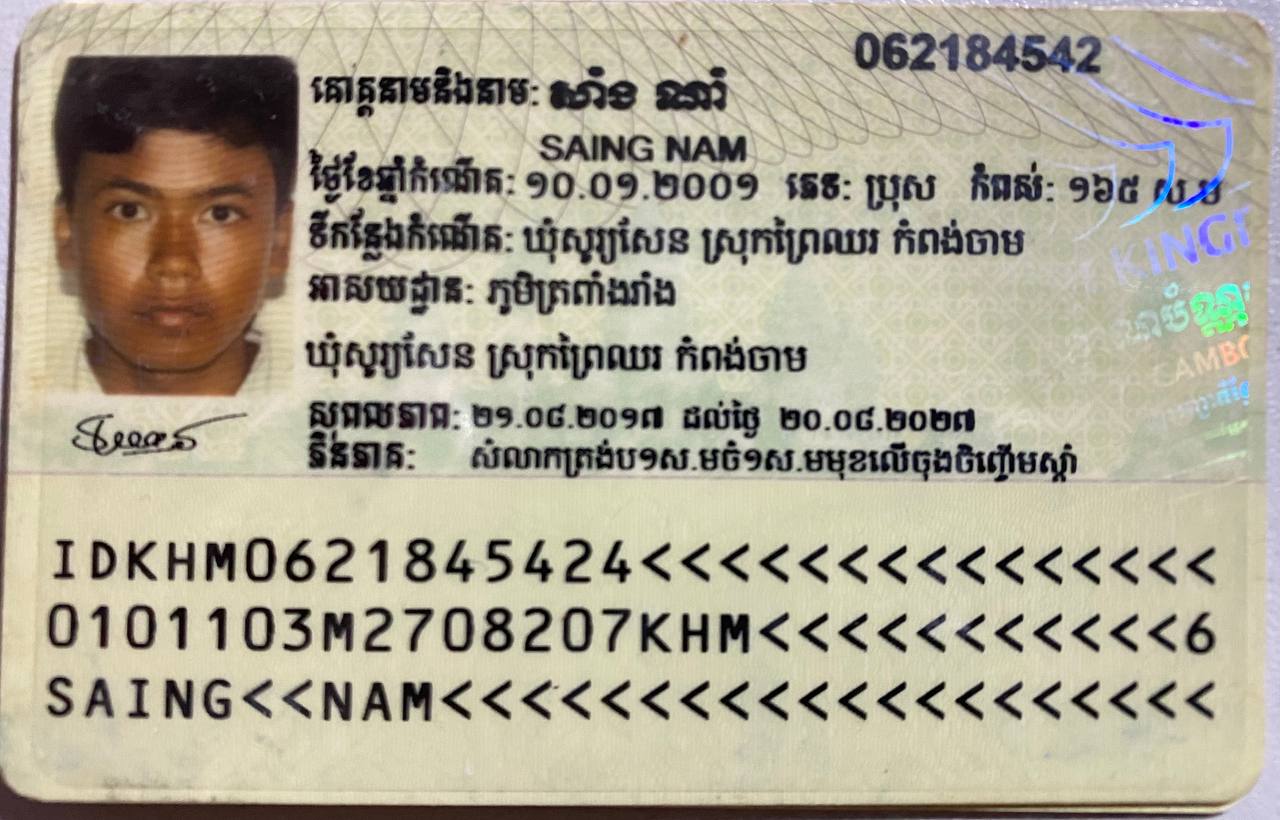 062184542
គោត្តនាមនិងនាម: សាំង ណាំ
SAING NAM
ថ្ងៃខែឆ្នាំកំណើត: ១០.០១.២០០១ ភេទ: ប្រុស កំពស់: ១៦៥ ស.ម
ទីកន្លែងកំណើត: ឃុំសូរ្យសែន ស្រុកព្រៃឈរ កំពង់ចាម
អាសយដ្ឋាន: ភូមិត្រពាំងរាំង
ឃុំសូរ្យសែន ស្រុកព្រៃឈរ កំពង់ចាម
សុពលភាព: ២១.០៨.២០១៧ ដល់ថ្ងៃ ២០.០៨.២០២៧
ភិនភាគ: សំលាកត្រង់ប១ស.មចំ១ស.មមុខលើចុងចិញ្ចើមស្តាំ
IDKHM0621845424<<<<<<<<<<<<<<<
0101103M2708207KHM<<<<<<<<<<<6
SAING<<NAM<<<<<<<<<<<<<<<<<<<<